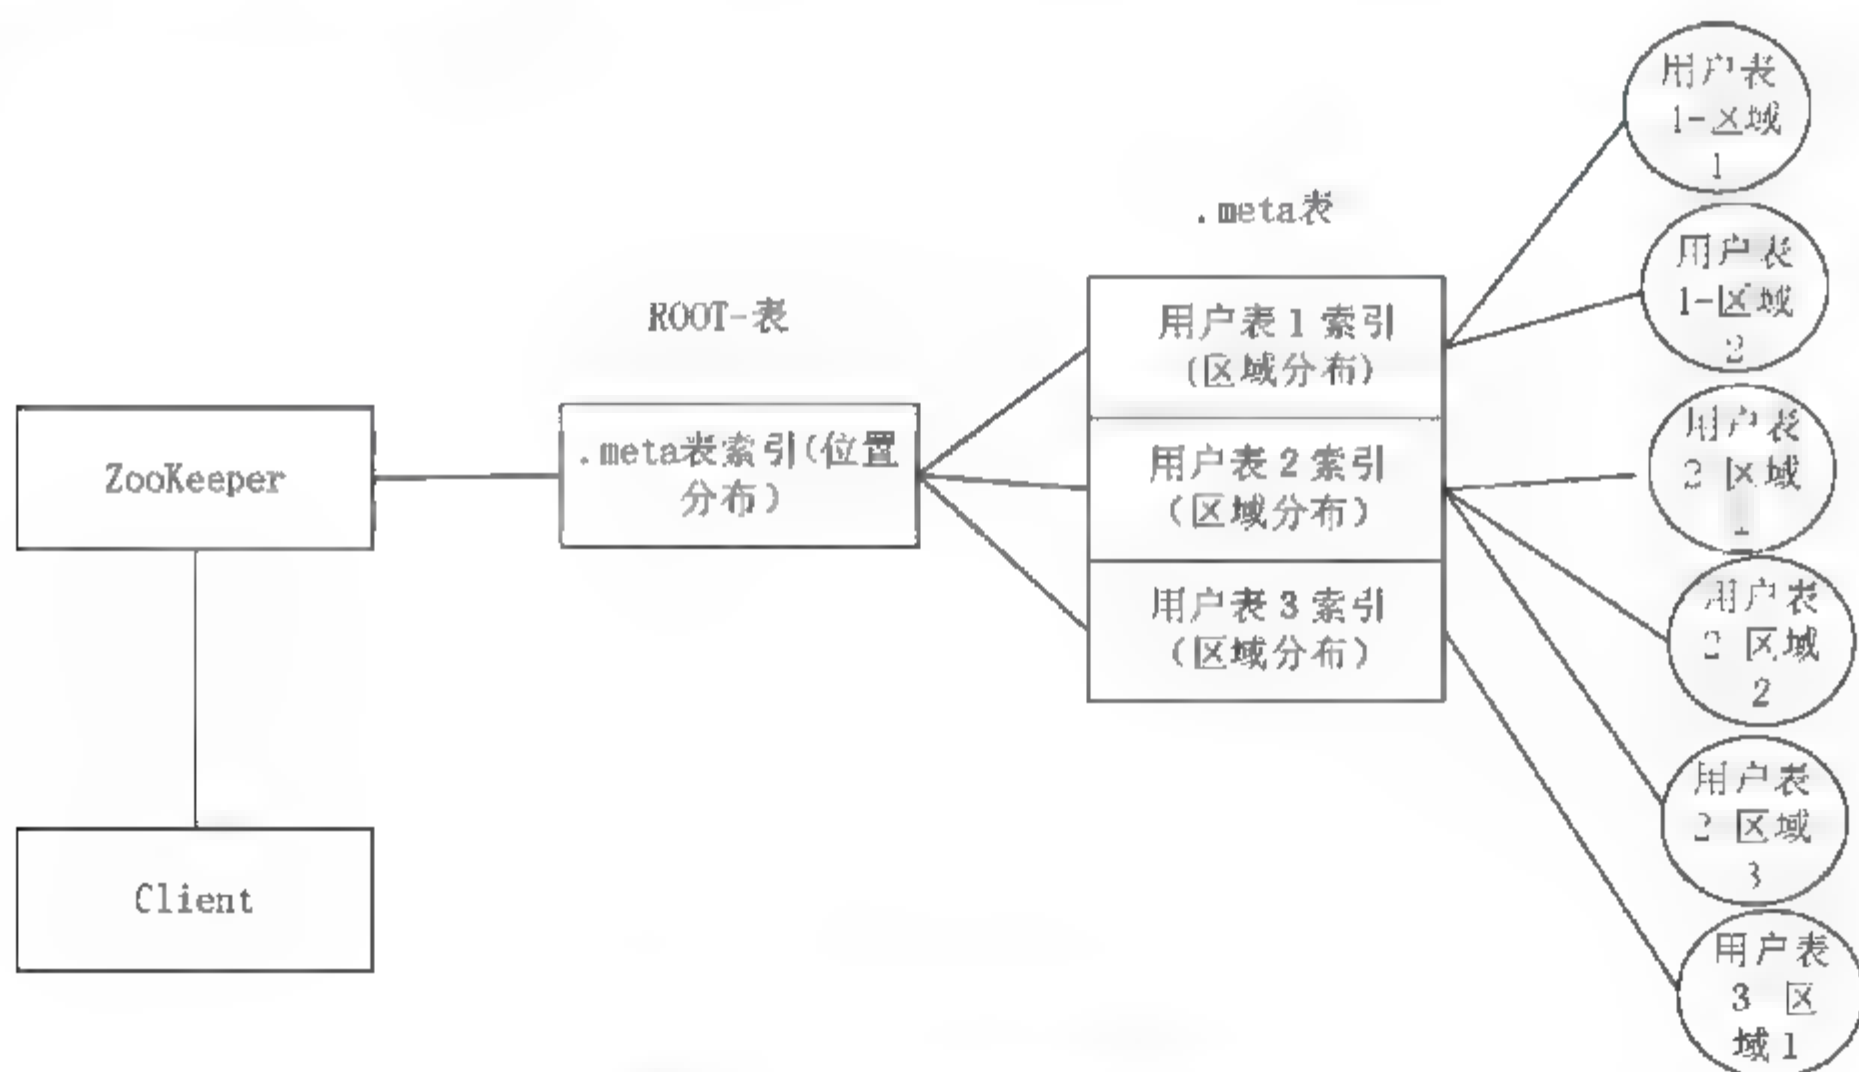 ZooKeeper
Client
ROOT-表
.meta表索引(位置
分布)
.meta表
用户表1索引
(区域分布)
用户表2索引
(区域分布)
用户表3索引
(区域分布)
用户表
1-区域
1
用户表
1-区域
2
用户表
2 区域
1
用户表
2 区域
2
用户表
2 区域
3
用户表
3 区
域1